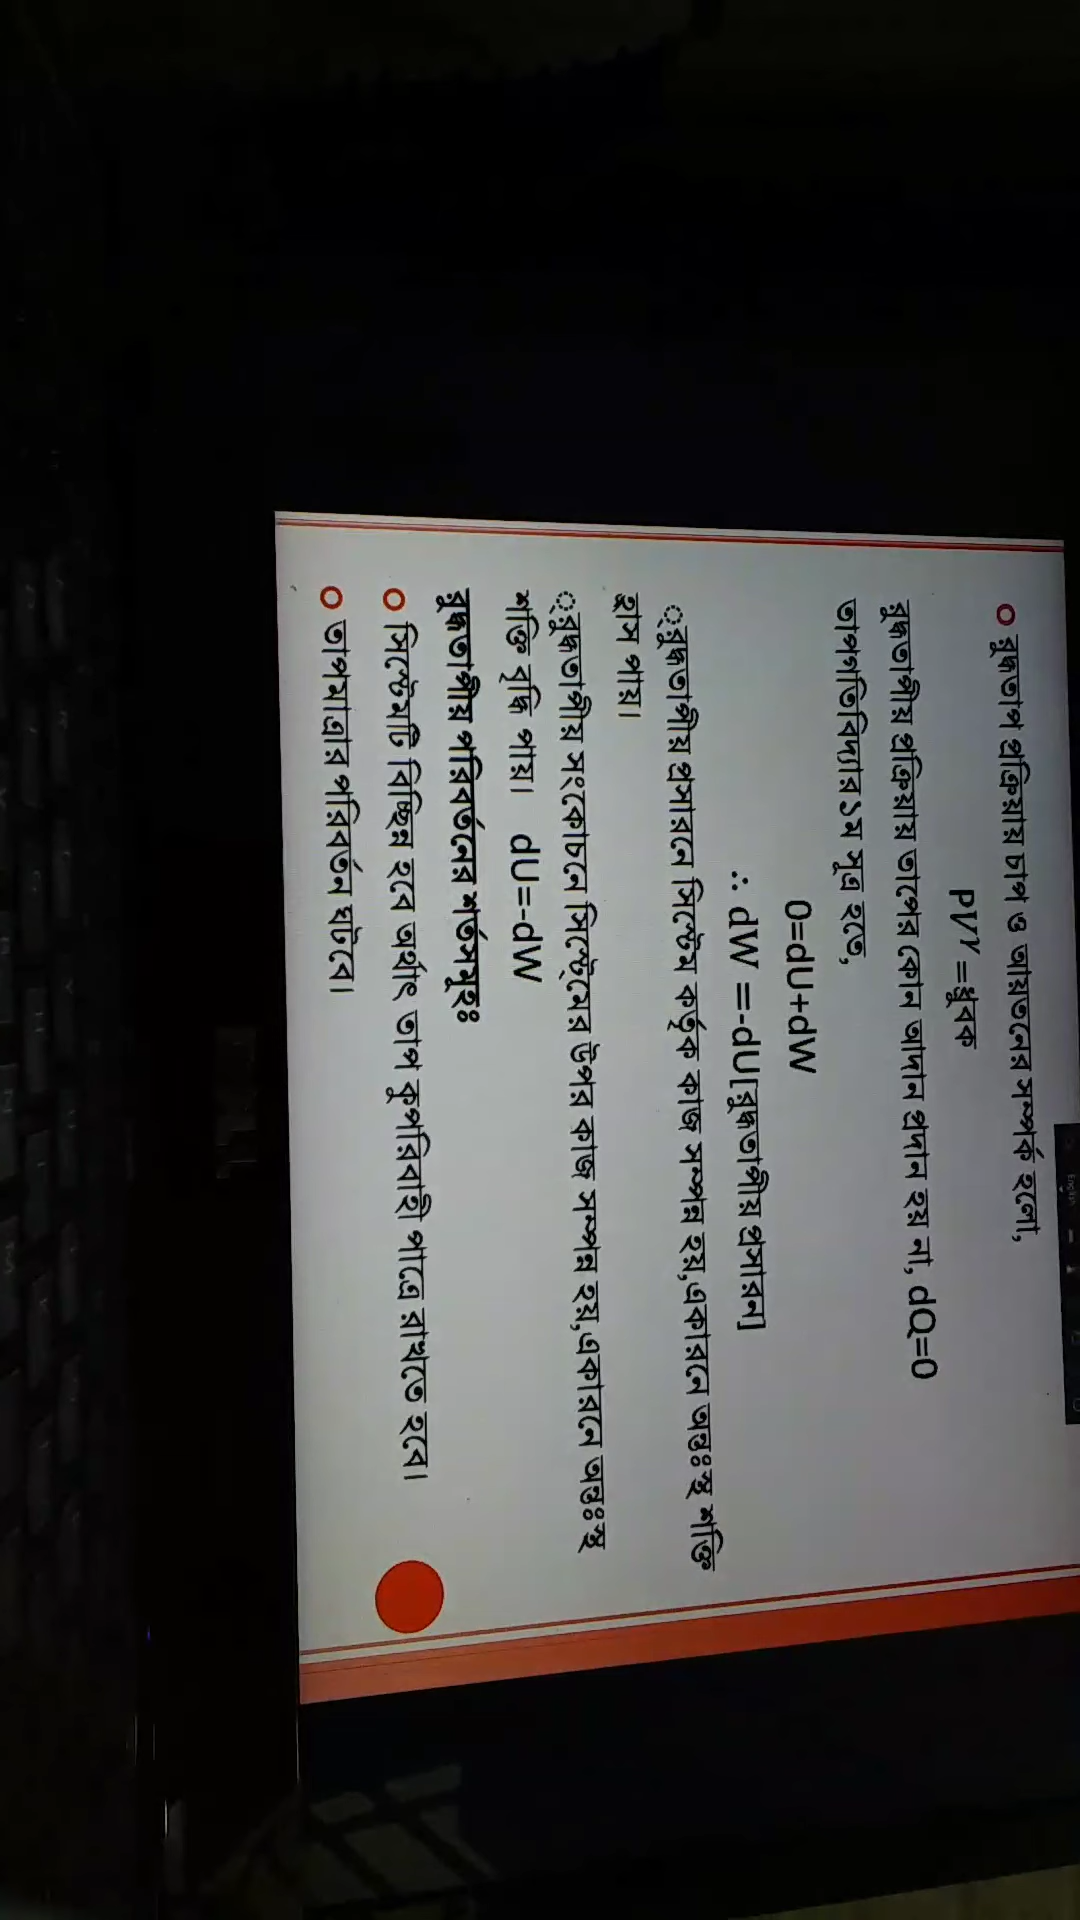 রুদ্ধতাপ প্রক্রিয়ায় চাপ ও আয়তনের সম্পর্ক হলো,
PVγ =ধ্রুবক
রুদ্ধতাপীয় প্রক্রিয়ায় তাপের কোন আদান প্রদান হয় না, dQ=0
তাপগতিবিদ্যার ১ম সূত্র হতে,
0=dU+dW
∴ dW =-dU[রুদ্ধতাপীয় প্রসারন]
্রুদ্ধতাপীয় প্রসারনে সিস্টেম কর্তৃক কাজ সম্পন্ন হয়,একারনে অন্তঃস্থ শক্তি
হ্রাস পায়।
্রুদ্ধতাপীয় সংকোচনে সিস্ট্মের উপর কাজ সম্পন্ন হয়,একারনে অন্তঃস্থ
শক্তি বৃদ্ধি পায়। dU=-dW
রুদ্ধতাপীয় পরিবর্তনের শর্তসমূহঃ
সিস্টেমটি বিচ্ছিন্ন হবে অর্থাৎ তাপ কুপরিবাহী পাত্রে রাখতে হবে।
তাপমাত্রার পরিবর্তন ঘটবে।